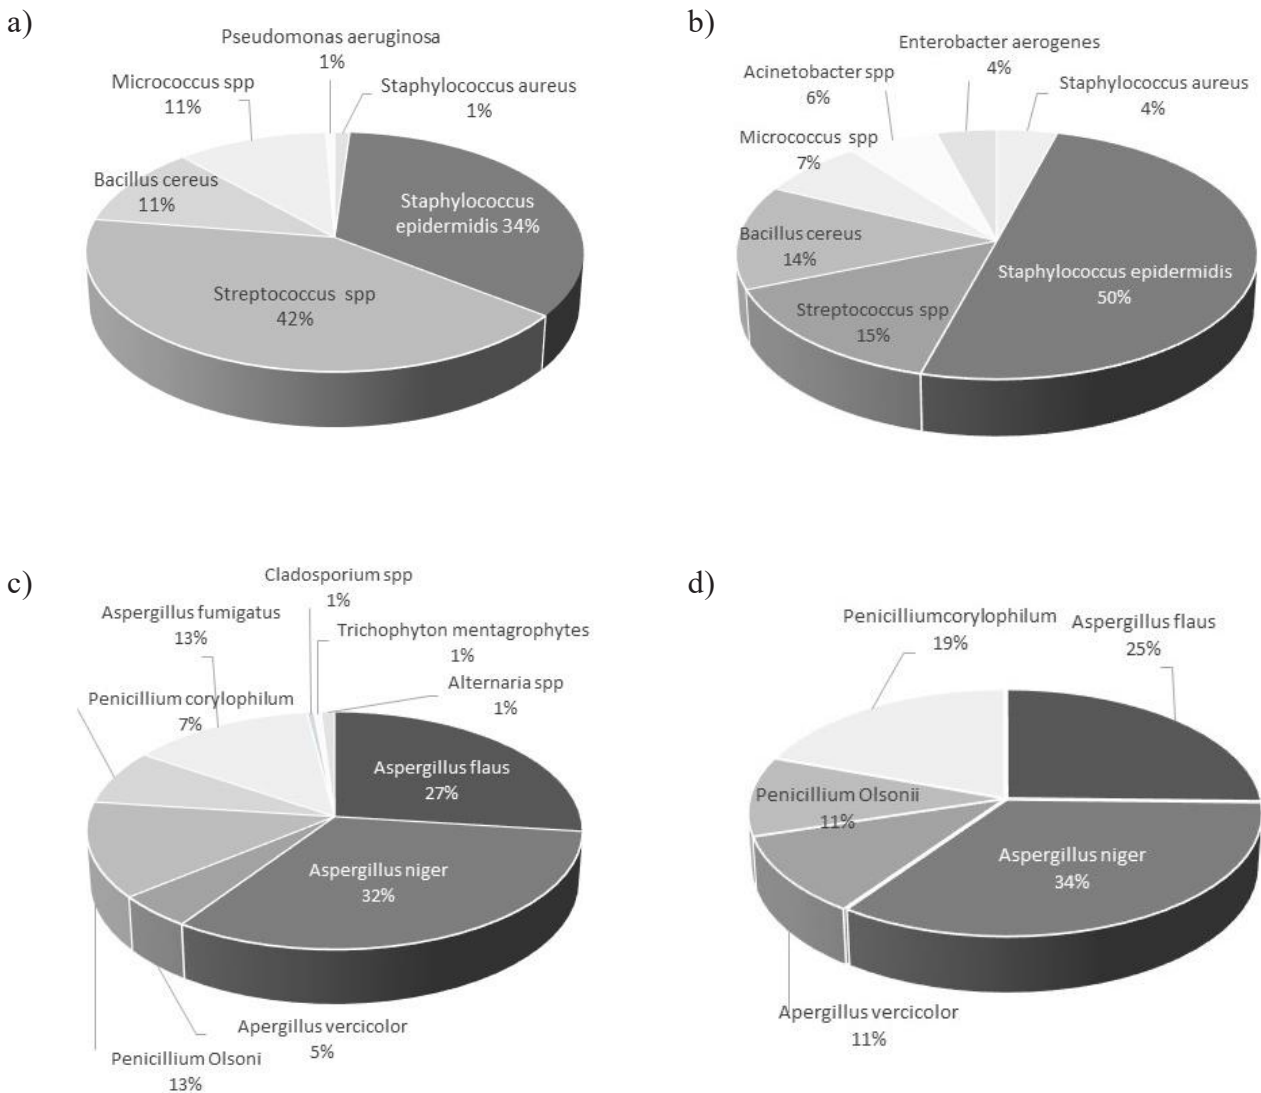 a)
Pseudomonas aeruginosa
1%
Micrococcus spp
11%
Staphylococcus aureus
1%
Bacillus cereus
11%
Staphylococcus
epidermidis 34%
Streptococcus spp
42%
b)
Enterobacter aerogenes
4%
Acinetobacter spp
6%
Staphylococcus aureus
4%
Micrococcus spp
7%
Bacillus cereus
14%
Staphylococcus epidermidis
50%
Streptococcus spp
15%
c)
Cladosporium spp
1%
Aspergillus fumigatus
13%
Trichophyton mentagrophytes
1%
Penicillium corylophilum
7%
Alternaria spp
1%
Aspergillus flaus
27%
Aspergillus niger
32%
Apergillus vercicolor
5%
Penicillium Olsoni
13%
d)
Penicilliumcorylophilum
19%
Aspergillus flaus
25%
Penicillium Olsonii
11%
Aspergillus niger
34%
Apergillus vercicolor
11%